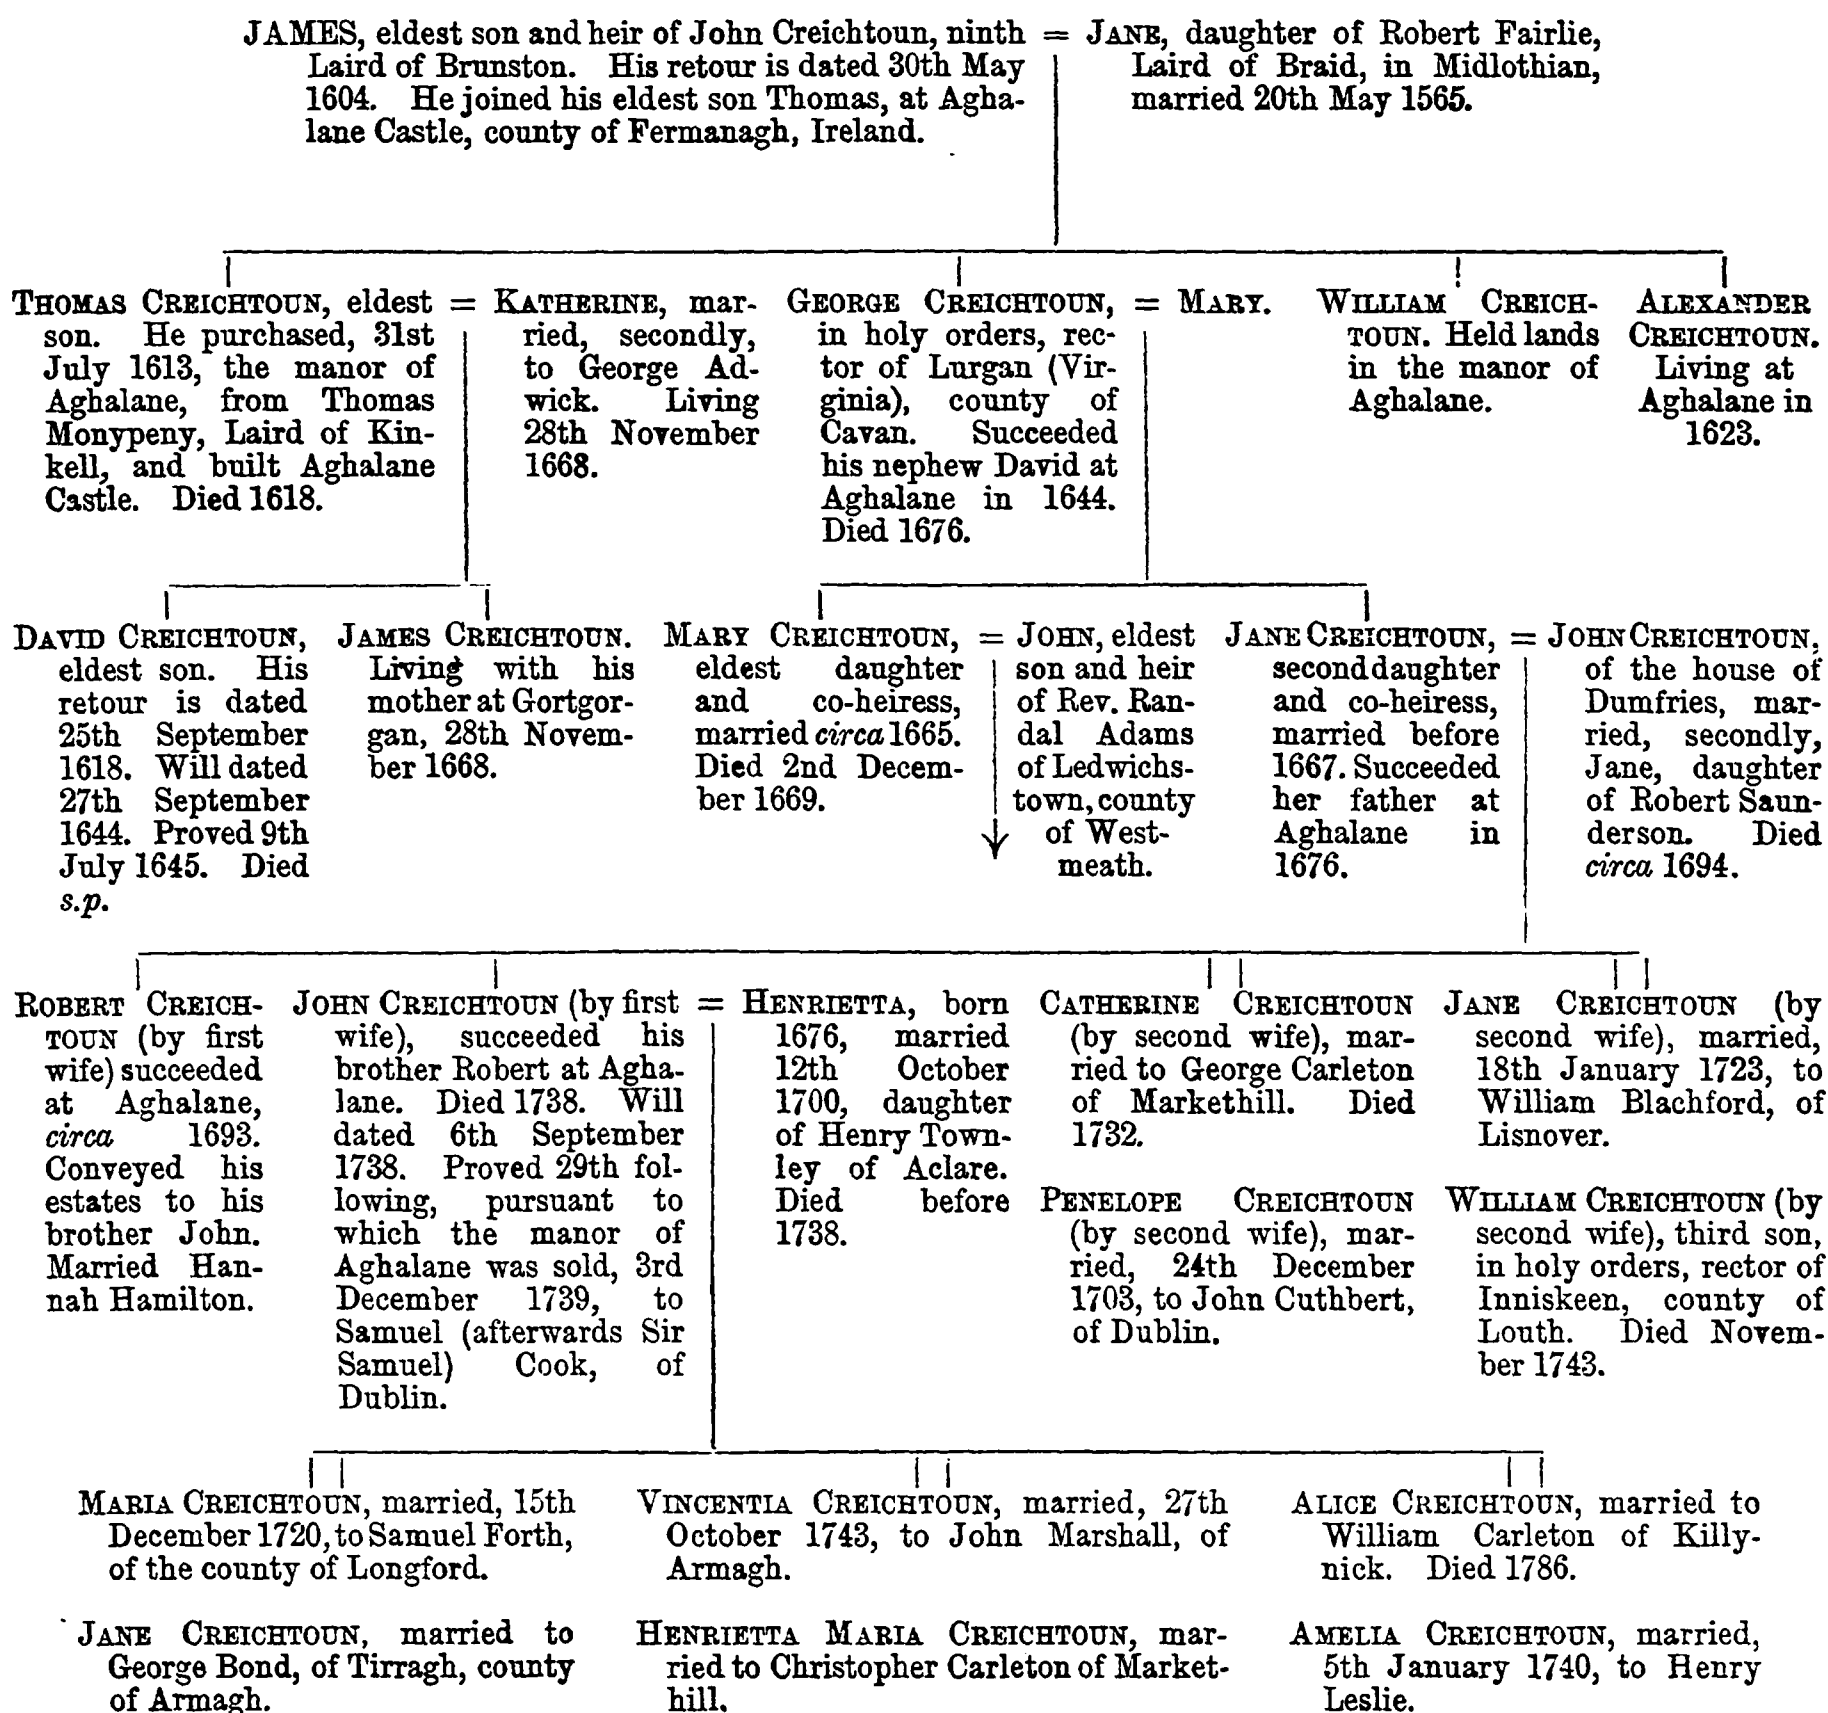 JAMES, eldest son and heir of John Creichtoun, ninth
Laird of Brunston. His retour is dated 30th May
1604. He joined his eldest son Thomas, at Agha-
lane Castle, county of Fermanagh, Ireland.
=
JANE, daughter of Robert Fairlie,
Laird of Braid, in Midlothian,
married 20th May 1565.
THOMAS CREICHTOUN, eldest
son. He purchased, 31st
July 1613, the manor of
Aghalane, from Thomas
Monypeny, Laird of Kin-
kell, and built Aghalane
Castle. Died 1618.
=
KATHERINE, mar-
ried, secondly,
to George Ad-
wick. Living
28th November
1668.
GEORGE CREICHTOUN,
in holy orders, rec-
tor of Lurgan (Vir-
ginia), county of
Cavan. Succeeded
his nephew David at
Aghalane in 1644.
Died 1676.
=
MARY.
WILLIAM CREICH-
TOUN. Held lands
in the manor of
Aghalane.
ALEXANDER
CREICHTOUN.
Living at
Aghalane in
1623.
DAVID CREICHTOUN,
eldest son. His
retour is dated
25th September
1618. Will dated
27th September
1644. Proved 9th
July 1645. Died
s.p.
JAMES CREICHTOUN.
Living with his
mother at Gortgor-
gan, 28th Novem-
ber 1668.
MARY CREICHTOUN,
eldest daughter
and co-heiress,
married circa 1665.
Died 2nd Decem-
ber 1669.
=
JOHN, eldest
son and heir
of Rev. Ran-
dal Adams
of Ledwichs-
town, county
of West-
meath.
JANE CREICHTOUN,
second daughter
and co-heiress,
married before
1667. Succeeded
her father at
Aghalane in
1676.
=
JOHN CREICHTOUN,
of the house of
Dumfries, mar-
ried, secondly,
Jane, daughter
of Robert Saun-
derson. Died
circa 1694.
ROBERT CREICH-
TOUN (by first
wife) succeeded
at Aghalane,
circa 1693.
Conveyed his
estates to his
brother John.
Married Han-
nah Hamilton.
JOHN CREICHTOUN (by first
wife), succeeded his
brother Robert at Agha-
lane. Died 1738. Will
dated 6th September
1738. Proved 29th fol-
lowing, pursuant to
which the manor of
Aghalane was sold, 3rd
December 1739, to
Samuel (afterwards Sir
Samuel) Cook, of
Dublin.
=
HENRIETTA, born
1676, married
12th October
1700, daughter
of Henry Town-
ley of Aclare.
Died before
1738.
CATHERINE CREICHTOUN
(by second wife), mar-
ried to George Carleton
of Markethill. Died
1732.
PENELOPE CREICHTOUN
(by second wife), mar-
ried, 24th December
1703, to John Cuthbert,
of Dublin.
JANE CREICHTOUN (by
second wife), married,
18th January 1723, to
William Blachford, of
Lisnover.
WILLIAM CREICHTOUN (by
second wife), third son,
in holy orders, rector of
Inniskeen, county of
Louth. Died Novem-
ber 1743.
MARIA CREICHTOUN, married, 15th
December 1720, to Samuel Forth,
of the county of Longford.
JANE CREICHTOUN, married to
George Bond, of Tirragh, county
of Armagh.
VINCENTIA CREICHTOUN, married, 27th
October 1743, to John Marshall, of
Armagh.
HENRIETTA MARIA CREICHTOUN, mar-
ried to Christopher Carleton of Market-
hill.
ALICE CREICHTOUN, married to
William Carleton of Killy-
nick. Died 1786.
AMELIA CREICHTOUN, married,
5th January 1740, to Henry
Leslie.